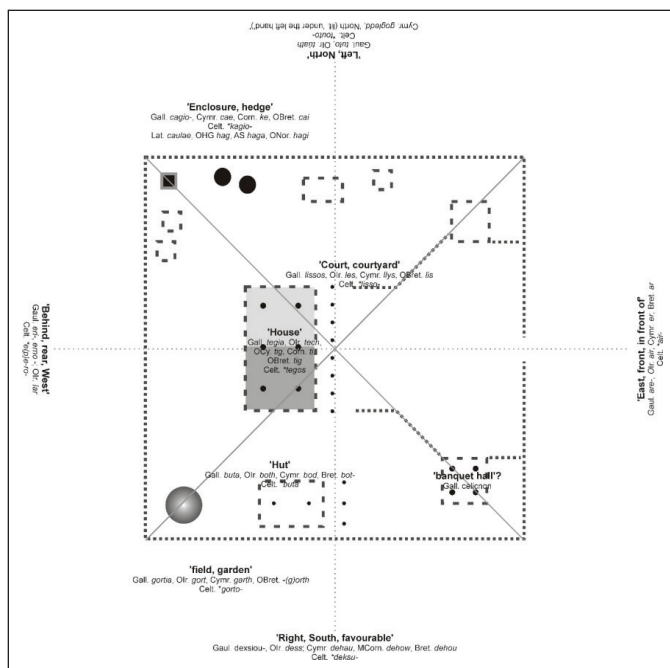 Cymr. gogledd, 'North (lit. 'under the left hand)',
Celt. *touto-
Gaul. tuto, OIr. túath
'Left, North'
'Enclosure, hedge'
Gall. cagio-, Cymr. cae, Corn. ke, OBret. cai
Celt. *kagio-
Lat. caulae, OHG hag, AS haga, ONor. hagi
'Court, courtyard'
Gall. lissos, OIr. les, Cymr. llys, OBret. lis
Celt. *lisso-
'Behind, rear, West'
Gaul. eri-, erno -, OIr. íar
Celt. *e(p)e-ro-
'House'
Gall. tegia, OIr. tech,
OCy. tig, Corn. ti,
OBret. tig
Celt. *tegos
'East, front, in front of'
Gaul. are-, OIr. air, Cymr. er, Bret. ar
Celt. *air-
'Hut'
Gall. buta, OIr. both, Cymr. bod, Bret. bot-
Celt. *buta
'banquet hall'?
Gall. celicnon
'field, garden'
Gall. gortia, OIr. gort, Cymr. garth, OBret. -(g)orth
Celt. *gorto-
'Right, South, favourable'
Gaul. dexsiou-, OIr. dess; Cymr. dehau, MCorn. dehow, Bret. dehou
Celt. *deksu-